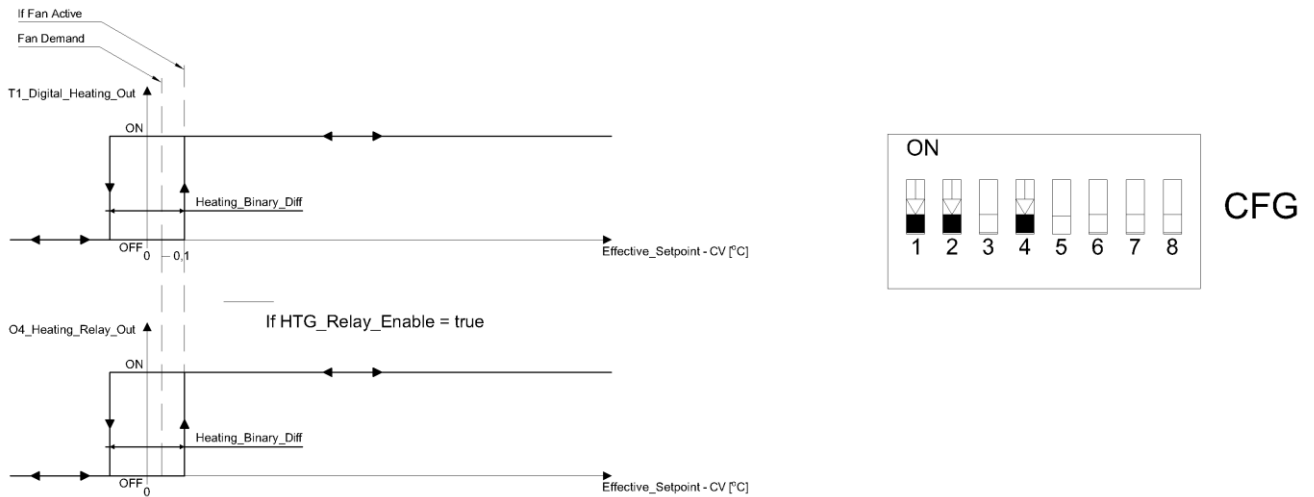 If Fan Active
Fan Demand
T1_Digital_Heating_Out
ON
Heating_Binary_Diff
OFF
0
0,1
Effective_Setpoint - CV [°C]
If HTG_Relay_Enable = true
O4_Heating_Relay_Out
ON
Heating_Binary_Diff
OFF
0
Effective_Setpoint - CV [°C]
ON
1 2 3 4 5 6 7 8
CFG